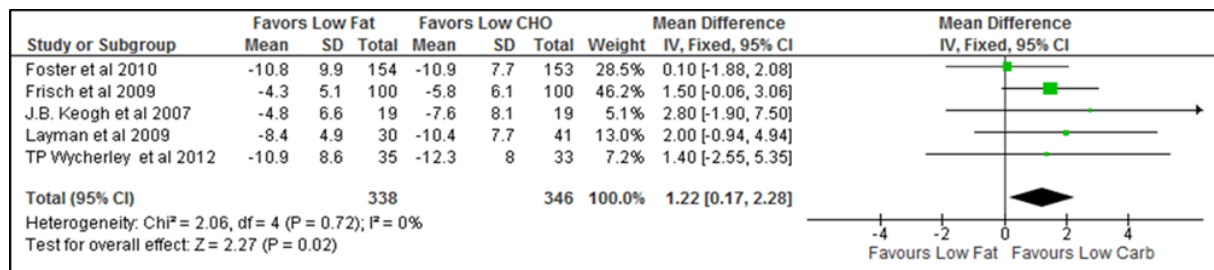 Favors Low Fat Favors Low CHO Mean Difference Mean Difference
Study or Subgroup Mean SD Total Mean SD Total Weight IV, Fixed, 95% CI IV, Fixed, 95% CI
Foster et al 2010 -10.8 9.9 154 -10.9 7.7 153 28.5% 0.10 [-1.88, 2.08]
Frisch et al 2009 -4.3 5.1 100 -5.8 6.1 100 46.2% 1.50 [-0.06, 3.06]
J.B. Keogh et al 2007 -4.8 6.6 19 -7.6 8.1 19 5.1% 2.80 [-1.90, 7.50]
Layman et al 2009 -8.4 4.9 30 -10.4 7.7 41 13.0% 2.00 [-0.94, 4.94]
TP Wycherley et al 2012 -10.9 8.6 35 -12.3 8 33 7.2% 1.40 [-2.55, 5.35]
Total (95% CI) 338 346 100.0% 1.22 [0.17, 2.28]
Heterogeneity: Chi² = 2.06, df = 4 (P = 0.72); I² = 0%
Test for overall effect: Z = 2.27 (P = 0.02)
-4 -2 0 2 4
Favours Low Fat Favours Low Carb